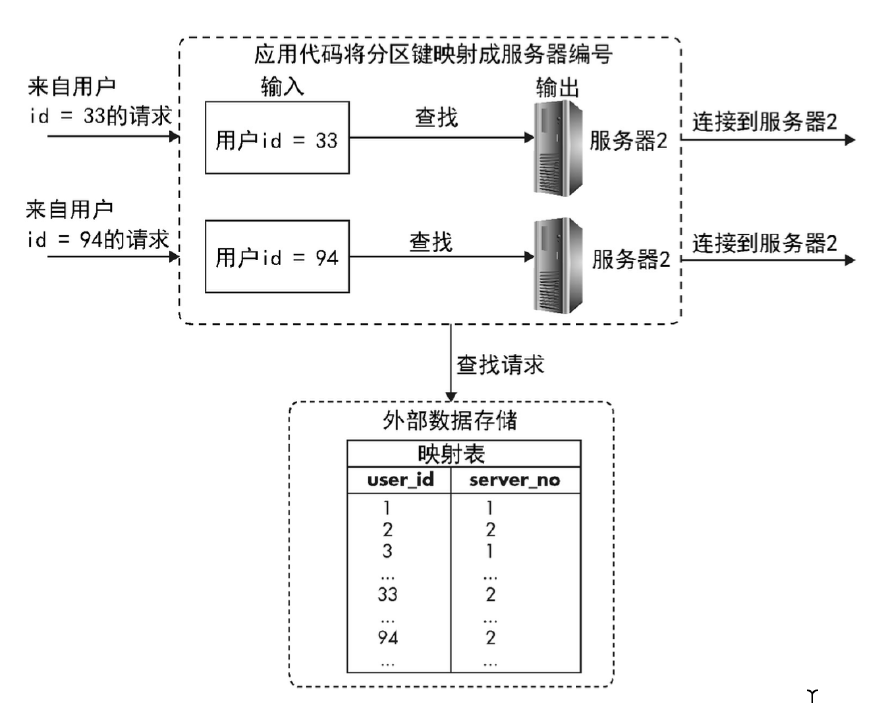 应用代码将分区键映射成服务器编号
输入
输出
来自用户
id = 33的请求
用户id = 33
查找
服务器2
连接到服务器2
来自用户
id = 94的请求
用户id = 94
查找
服务器2
连接到服务器2
查找请求
外部数据存储
映射表
user_id server_no
1 1
2 2
3 1
... ...
33 2
... ...
94 2
... ...